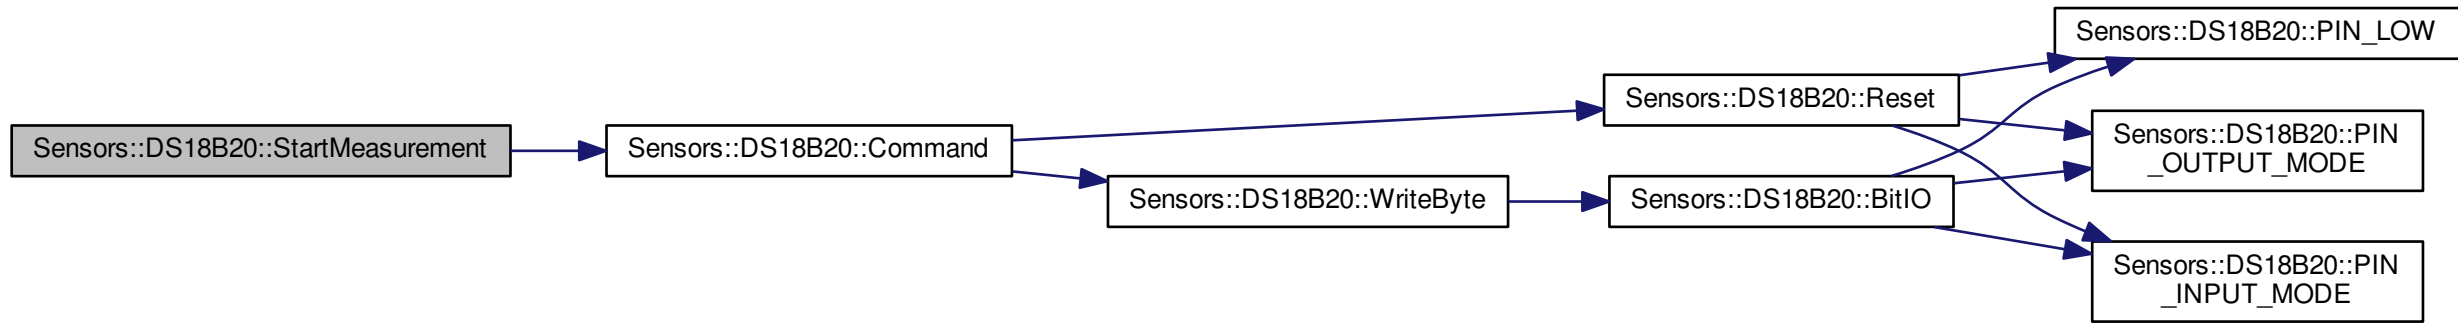 Sensors::DS18B20::StartMeasurement
Sensors::DS18B20::Command
Sensors::DS18B20::Reset
Sensors::DS18B20::WriteByte
Sensors::DS18B20::BitIO
Sensors::DS18B20::PIN_LOW
Sensors::DS18B20::PIN
_OUTPUT_MODE
Sensors::DS18B20::PIN
_INPUT_MODE